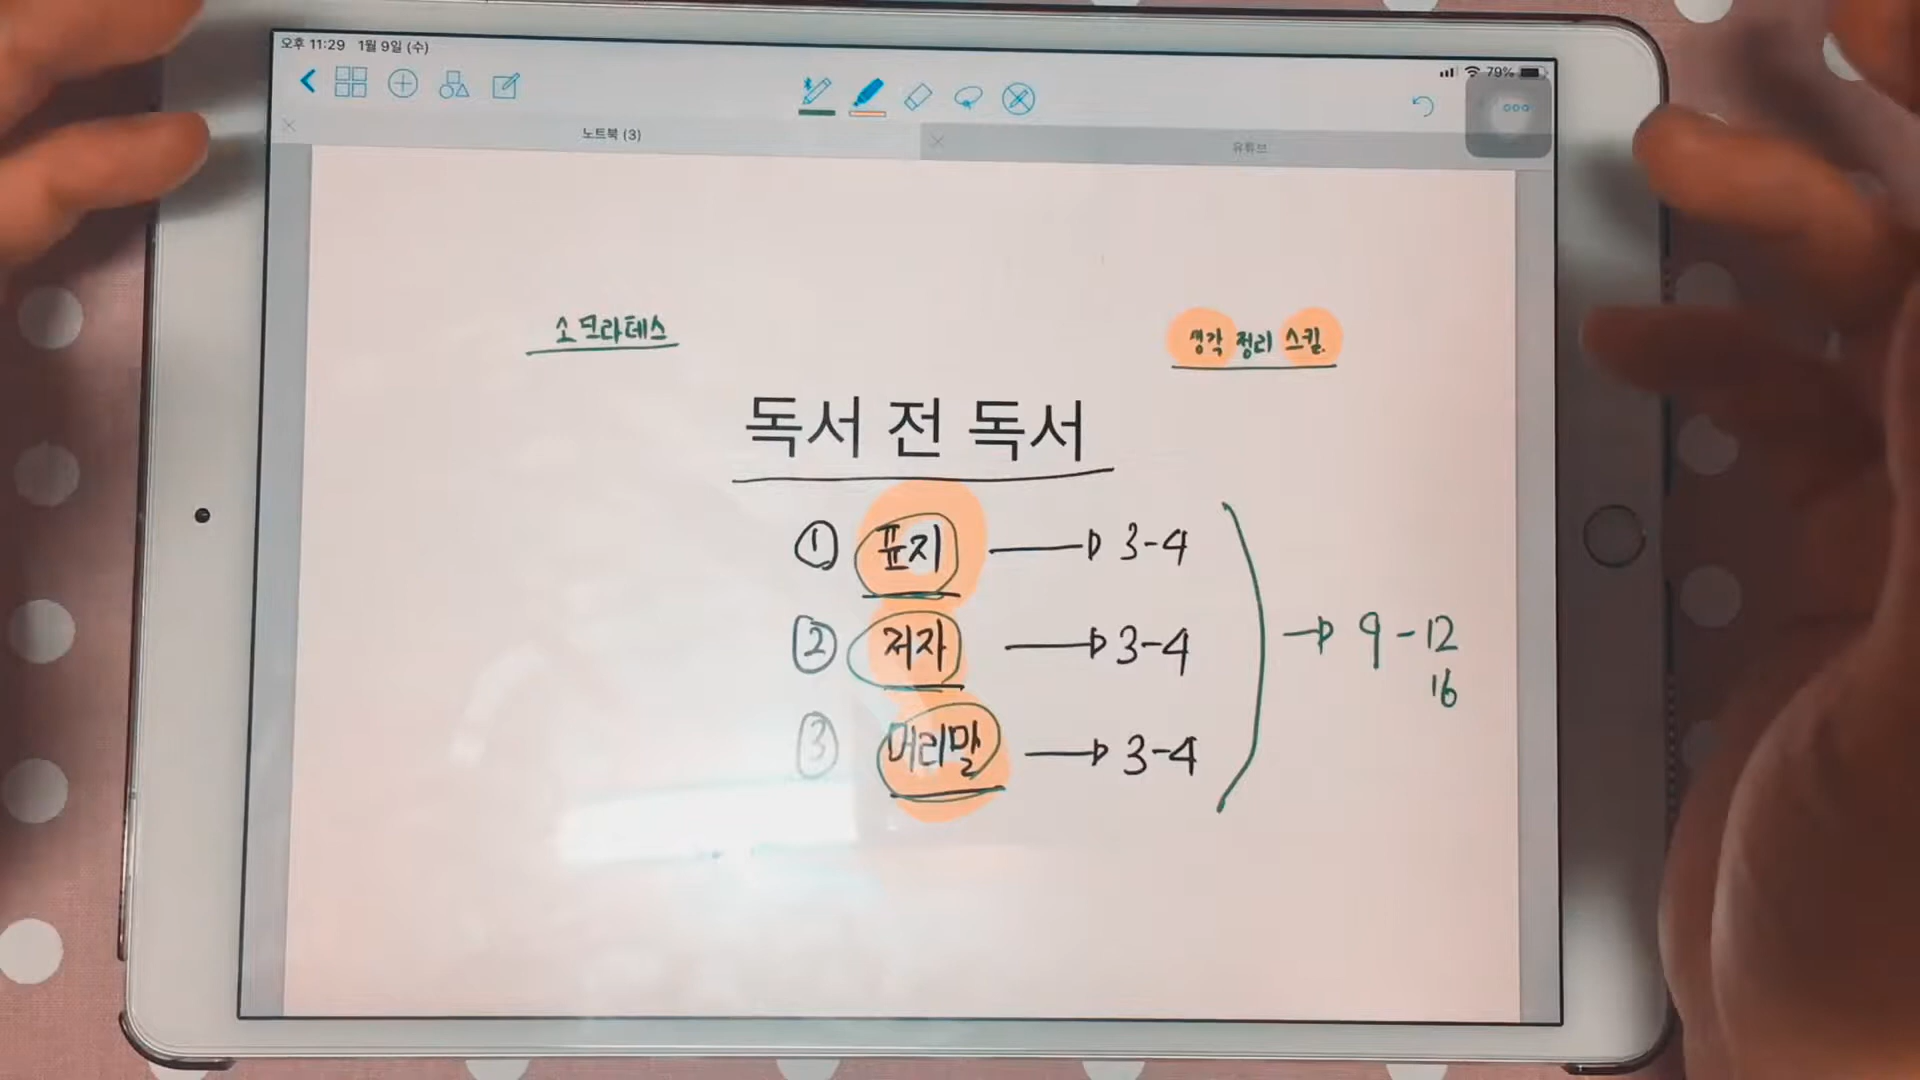 오후 11:29 1월 9일 (수)
79%
노트북 (3)
유튜브
소크라테스
생각 정리 스킬.
독서 전 독서
① 표지 → 3-4
② 저자 → 3-4
③ 머리말 → 3-4
→ 9-12
16